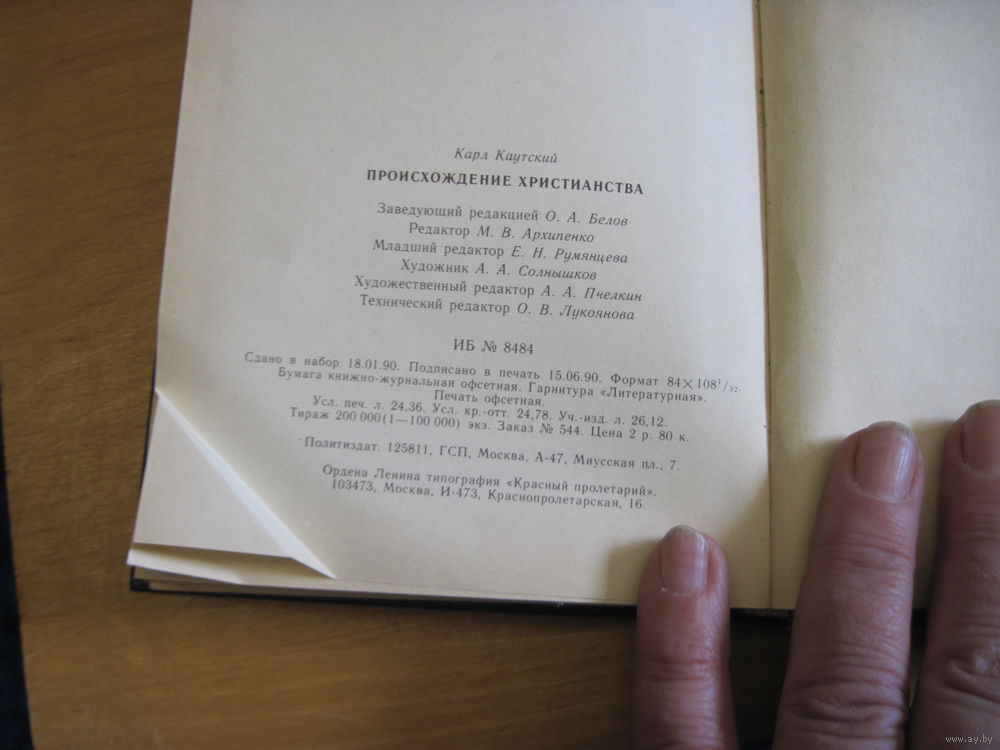 Карл Каутский
ПРОИСХОЖДЕНИЕ ХРИСТИАНСТВА
Заведующий редакцией О. А. Белов
Редактор М. В. Архипенко
Младший редактор Е. Н. Румянцева
Художник А. А. Солнышков
Художественный редактор А. А. Пчелкин
Технический редактор О. В. Лукоянова
ИБ № 8484
Сдано в набор 18.01.90. Подписано в печать 15.06.90. Формат 84×108¹/₃₂.
Бумага книжно-журнальная офсетная. Гарнитура «Литературная».
Печать офсетная.
Усл. печ. л. 24,36. Усл. кр.-отт. 24,78. Уч.-изд. л. 26,12.
Тираж 200 000 (1—100 000) экз. Заказ № 544. Цена 2 р. 80 к.
Политиздат. 125811, ГСП, Москва, А-47, Миусская пл., 7.
Ордена Ленина типография «Красный пролетарий».
103473, Москва, И-473, Краснопролетарская, 16.
www.ay.by